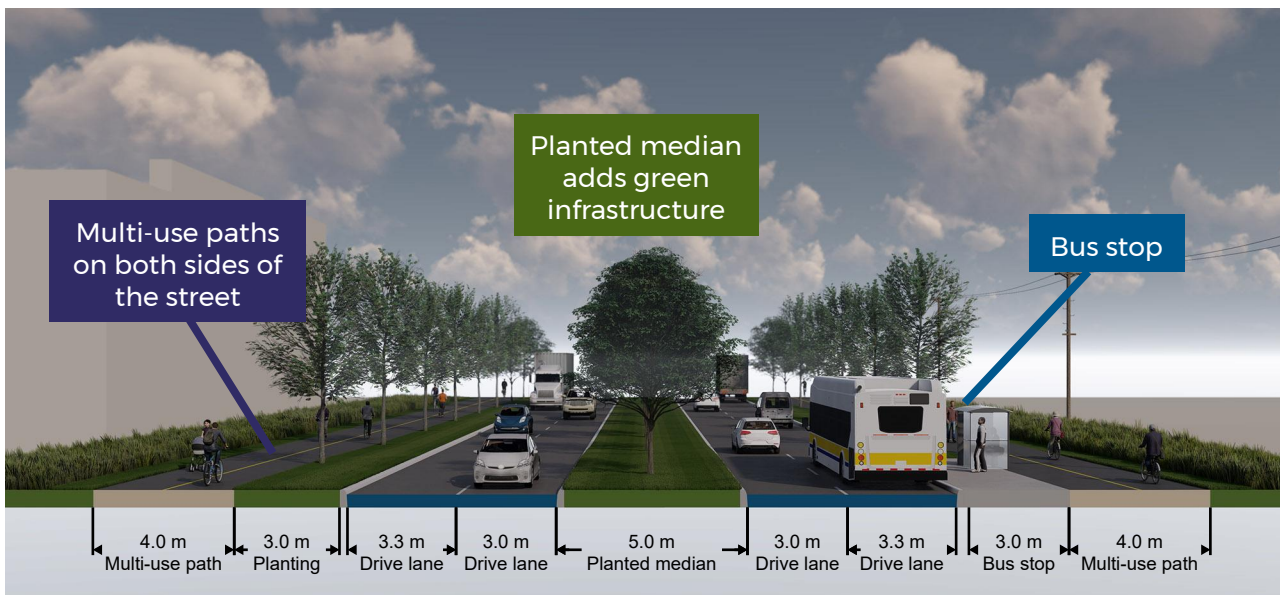 Planted median
adds green
infrastructure
Multi-use paths
on both sides of
the street
Bus stop
4.0 m
Multi-use path
3.0 m
Planting
3.3 m
Drive lane
3.0 m
Drive lane
5.0 m
Planted median
3.0 m
Drive lane
3.3 m
Drive lane
3.0 m
Bus stop
4.0 m
Multi-use path